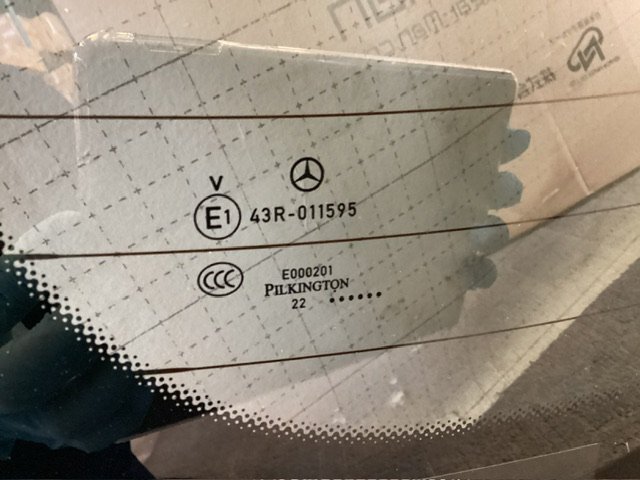 V
E1 43R-011595
CCC
E000201
PILKINGTON
22 ......